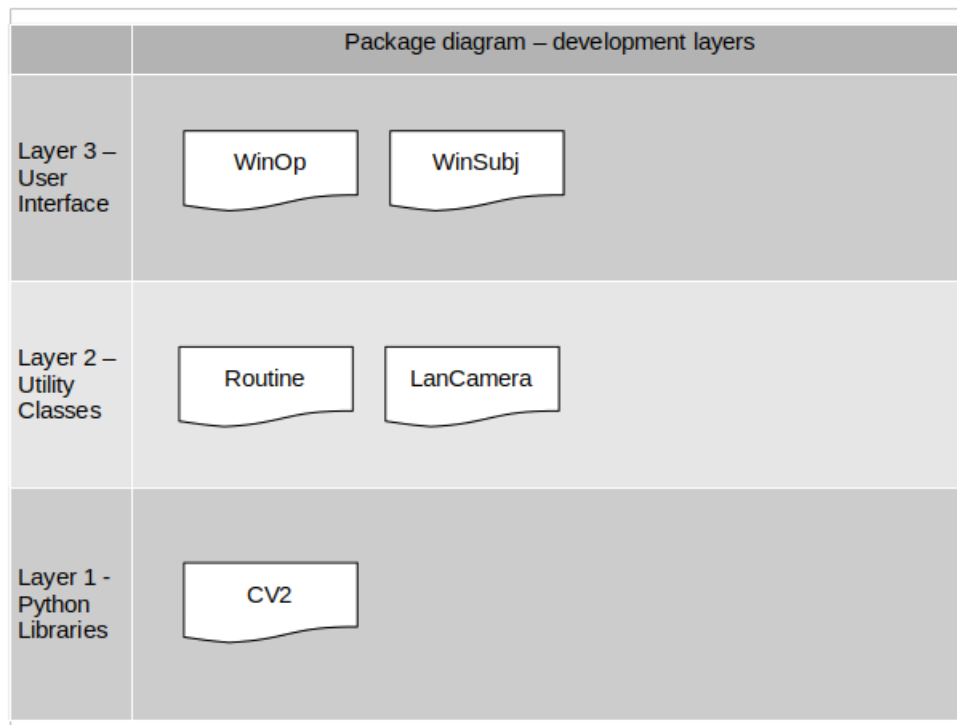 Package diagram – development layers
Layer 3 –
User
Interface
WinOp
WinSubj
Layer 2 –
Utility
Classes
Routine
LanCamera
Layer 1 -
Python
Libraries
CV2